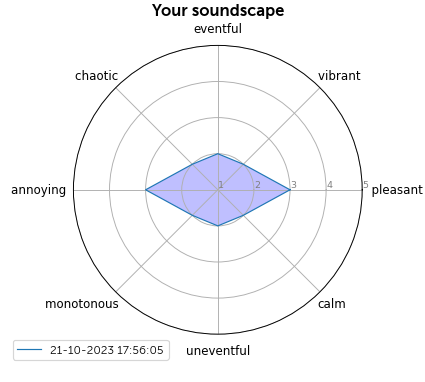 Your soundscape
eventful
chaotic
vibrant
annoying
1 2 3 4 5
pleasant
monotonous
calm
uneventful
21-10-2023 17:56:05